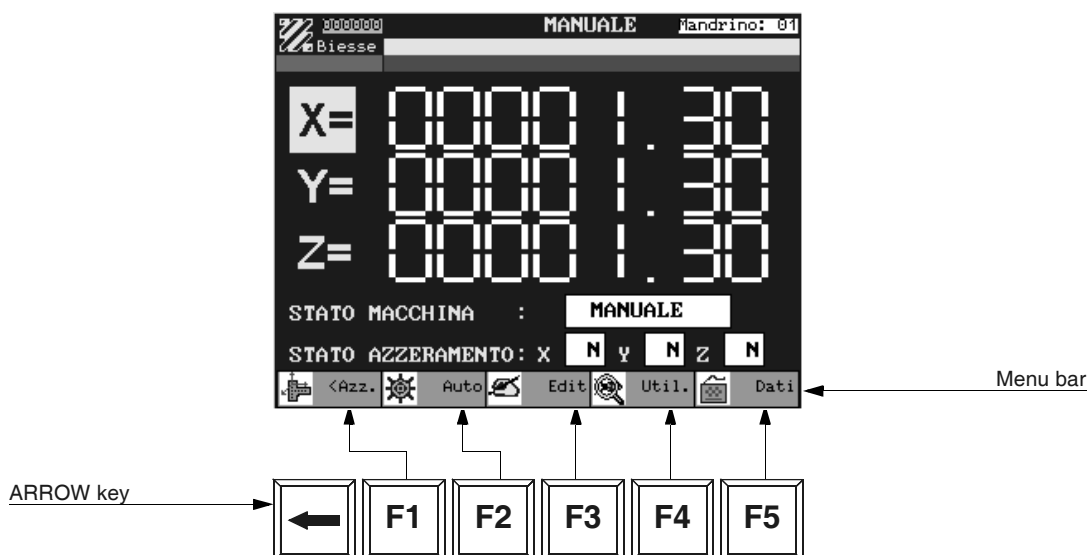 000000 MANUALE Mandrino: 01
Biesse
X= 00001.30
Y= 00001.30
Z= 00001.30
STATO MACCHINA : MANUALE
STATO AZZERAMENTO: X N Y N Z N
<Azz. Auto Edit Util. Dati
Menu bar
ARROW key
F1 F2 F3 F4 F5